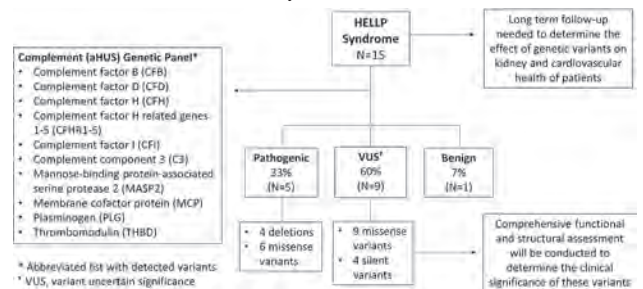 HELLP
Syndrome
N=15
Long term follow-up
needed to determine the
effect of genetic variants on
kidney and cardiovascular
health of patients
Complement (aHUS) Genetic Panel*
• Complement factor B (CFB)
• Complement factor D (CFD)
• Complement factor H (CFH)
• Complement factor H related genes
1-5 (CFHR1-5)
• Complement factor I (CFI)
• Complement component 3 (C3)
• Mannose-binding protein-associated
serine protease 2 (MASP2)
• Membrane cofactor protein (MCP)
• Plasminogen (PLG)
• Thrombomodulin (THBD)
* Abbreviated list with detected variants
† VUS, variant uncertain significance
Pathogenic
33%
(N=5)
VUS†
60%
(N=9)
Benign
7%
(N=1)
• 4 deletions
• 6 missense
variants
• 9 missense
variants
• 4 silent variants
Comprehensive functional
and structural assessment
will be conducted to
determine the clinical
significance of these variants